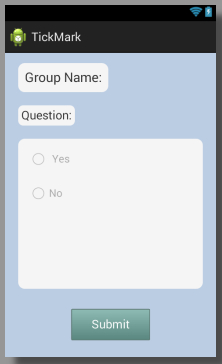 TickMark
Group Name:
Question:
Yes
No
Submit